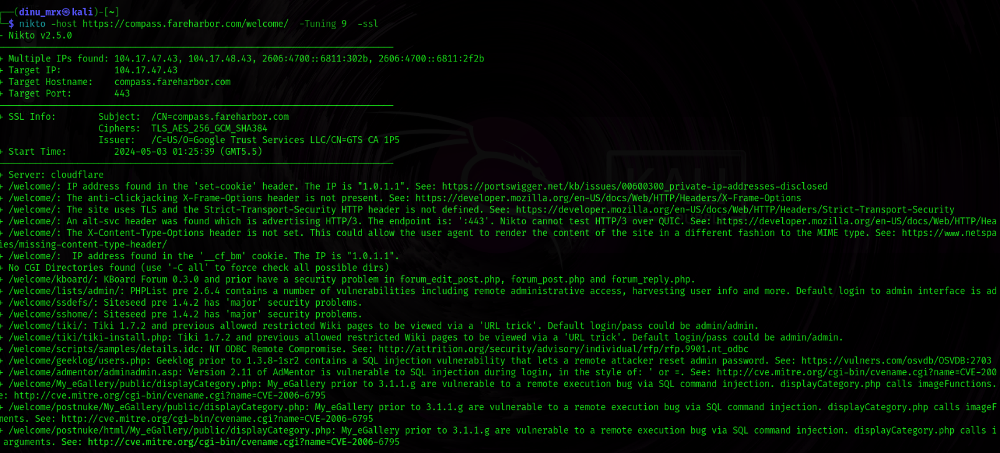 ┌──(dinu_mrx㉿kali)-[~]
└─$ nikto -host https://compass.fareharbor.com/welcome/  -Tuning 9  -ssl
- Nikto v2.5.0
+ Multiple IPs found: 104.17.47.43, 104.17.48.43, 2606:4700::6811:302b, 2606:4700::6811:2f2b
+ Target IP:          104.17.47.43
+ Target Hostname:    compass.fareharbor.com
+ Target Port:        443
+ SSL Info:        Subject:  /CN=compass.fareharbor.com
                   Ciphers:  TLS_AES_256_GCM_SHA384
                   Issuer:   /C=US/O=Google Trust Services LLC/CN=GTS CA 1P5
+ Start Time:         2024-05-03 01:25:39 (GMT5.5)
+ Server: cloudflare
+ /welcome/: IP address found in the 'set-cookie' header. The IP is "1.0.1.1". See: https://portswigger.net/kb/issues/00600300_private-ip-addresses-disclosed
+ /welcome/: The anti-clickjacking X-Frame-Options header is not present. See: https://developer.mozilla.org/en-US/docs/Web/HTTP/Headers/X-Frame-Options
+ /welcome/: The site uses TLS and the Strict-Transport-Security HTTP header is not defined. See: https://developer.mozilla.org/en-US/docs/Web/HTTP/Headers/Strict-Transport-Security
+ /welcome/: An alt-svc header was found which is advertising HTTP/3. The endpoint is: ':443'. Nikto cannot test HTTP/3 over QUIC. See: https://developer.mozilla.org/en-US/docs/Web/HTTP/Hea
+ /welcome/: The X-Content-Type-Options header is not set. This could allow the user agent to render the content of the site in a different fashion to the MIME type. See: https://www.netspa
ies/missing-content-type-header/
+ /welcome/:  IP address found in the '__cf_bm' cookie. The IP is "1.0.1.1".
+ No CGI Directories found (use '-C all' to force check all possible dirs)
+ /welcome/kboard/: KBoard Forum 0.3.0 and prior have a security problem in forum_edit_post.php, forum_post.php and forum_reply.php.
+ /welcome/lists/admin/: PHPList pre 2.6.4 contains a number of vulnerabilities including remote administrative access, harvesting user info and more. Default login to admin interface is ad
+ /welcome/ssdefs/: Siteseed pre 1.4.2 has 'major' security problems.
+ /welcome/sshome/: Siteseed pre 1.4.2 has 'major' security problems.
+ /welcome/tiki/: Tiki 1.7.2 and previous allowed restricted Wiki pages to be viewed via a 'URL trick'. Default login/pass could be admin/admin.
+ /welcome/tiki/tiki-install.php: Tiki 1.7.2 and previous allowed restricted Wiki pages to be viewed via a 'URL trick'. Default login/pass could be admin/admin.
+ /welcome/scripts/samples/details.idc: NT ODBC Remote Compromise. See: http://attrition.org/security/advisory/individual/rfp/rfp.9901.nt_odbc
+ /welcome/geeklog/users.php: Geeklog prior to 1.3.8-1sr2 contains a SQL injection vulnerability that lets a remote attacker reset admin password. See: https://vulners.com/osvdb/OSVDB:2703
+ /welcome/admentor/adminadmin.asp: Version 2.11 of AdMentor is vulnerable to SQL injection during login, in the style of: ' or =. See: http://cve.mitre.org/cgi-bin/cvename.cgi?name=CVE-200
+ /welcome/My_eGallery/public/displayCategory.php: My_eGallery prior to 3.1.1.g are vulnerable to a remote execution bug via SQL command injection. displayCategory.php calls imageFunctions.
e: http://cve.mitre.org/cgi-bin/cvename.cgi?name=CVE-2006-6795
+ /welcome/postnuke/My_eGallery/public/displayCategory.php: My_eGallery prior to 3.1.1.g are vulnerable to a remote execution bug via SQL command injection. displayCategory.php calls imageF
ments. See: http://cve.mitre.org/cgi-bin/cvename.cgi?name=CVE-2006-6795
+ /welcome/postnuke/html/My_eGallery/public/displayCategory.php: My_eGallery prior to 3.1.1.g are vulnerable to a remote execution bug via SQL command injection. displayCategory.php calls i
 arguments. See: http://cve.mitre.org/cgi-bin/cvename.cgi?name=CVE-2006-6795